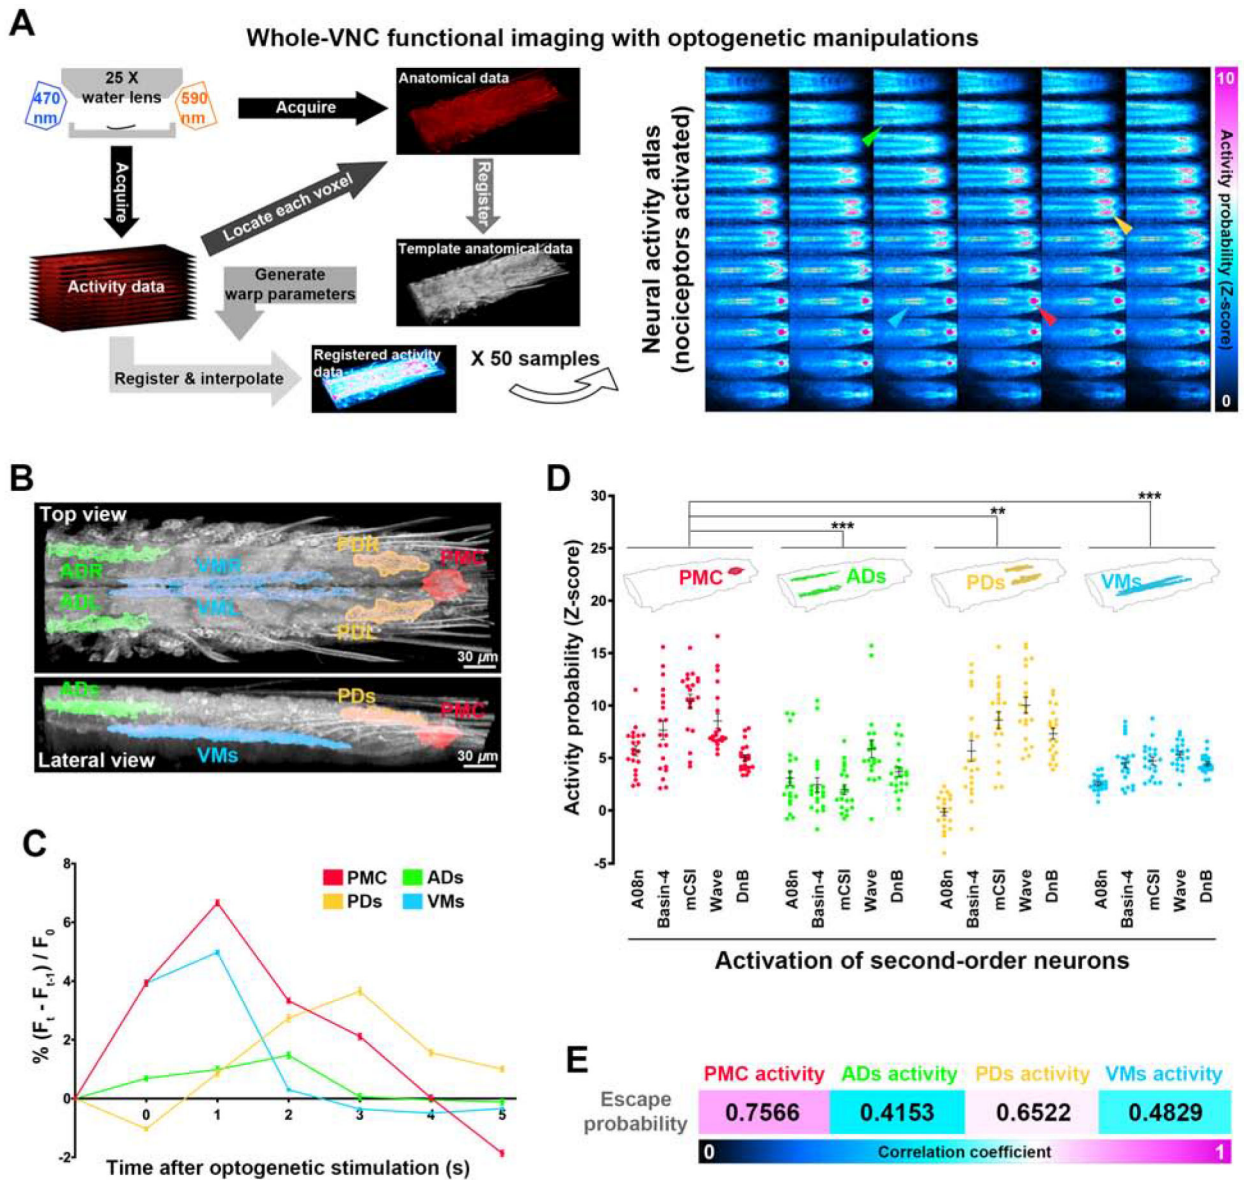 A
Whole-VNC functional imaging with optogenetic manipulations
25 X
water lens
470
nm
590
nm
Acquire
Anatomical data
Acquire
Locate each voxel
Register
Template anatomical data
Activity data
Generate
warp parameters
Register & interpolate
Registered activity
data
X 50 samples
Neural activity atlas
(nociceptors activated)
10
Activity probability (Z-score)
0
B
Top view
ADR
ADL
VMR
VML
PDR
PDL
PMC
30 µm
ADs
PDs
PMC
VMs
Lateral view
30 µm
C
% (Ft - Ft-1) / F0
8
6
4
2
0
-2
PMC
ADs
PDs
VMs
0
1
2
3
4
5
Time after optogenetic stimulation (s)
D
Activity probability (Z-score)
30
25
20
15
10
5
0
-5
***
**
***
PMC
ADs
PDs
VMs
A08n
Basin-4
mCSI
Wave
DnB
A08n
Basin-4
mCSI
Wave
DnB
A08n
Basin-4
mCSI
Wave
DnB
A08n
Basin-4
mCSI
Wave
DnB
Activation of second-order neurons
E
PMC activity ADs activity PDs activity VMs activity
Escape
probability
0.7566 0.4153 0.6522 0.4829
0 Correlation coefficient 1